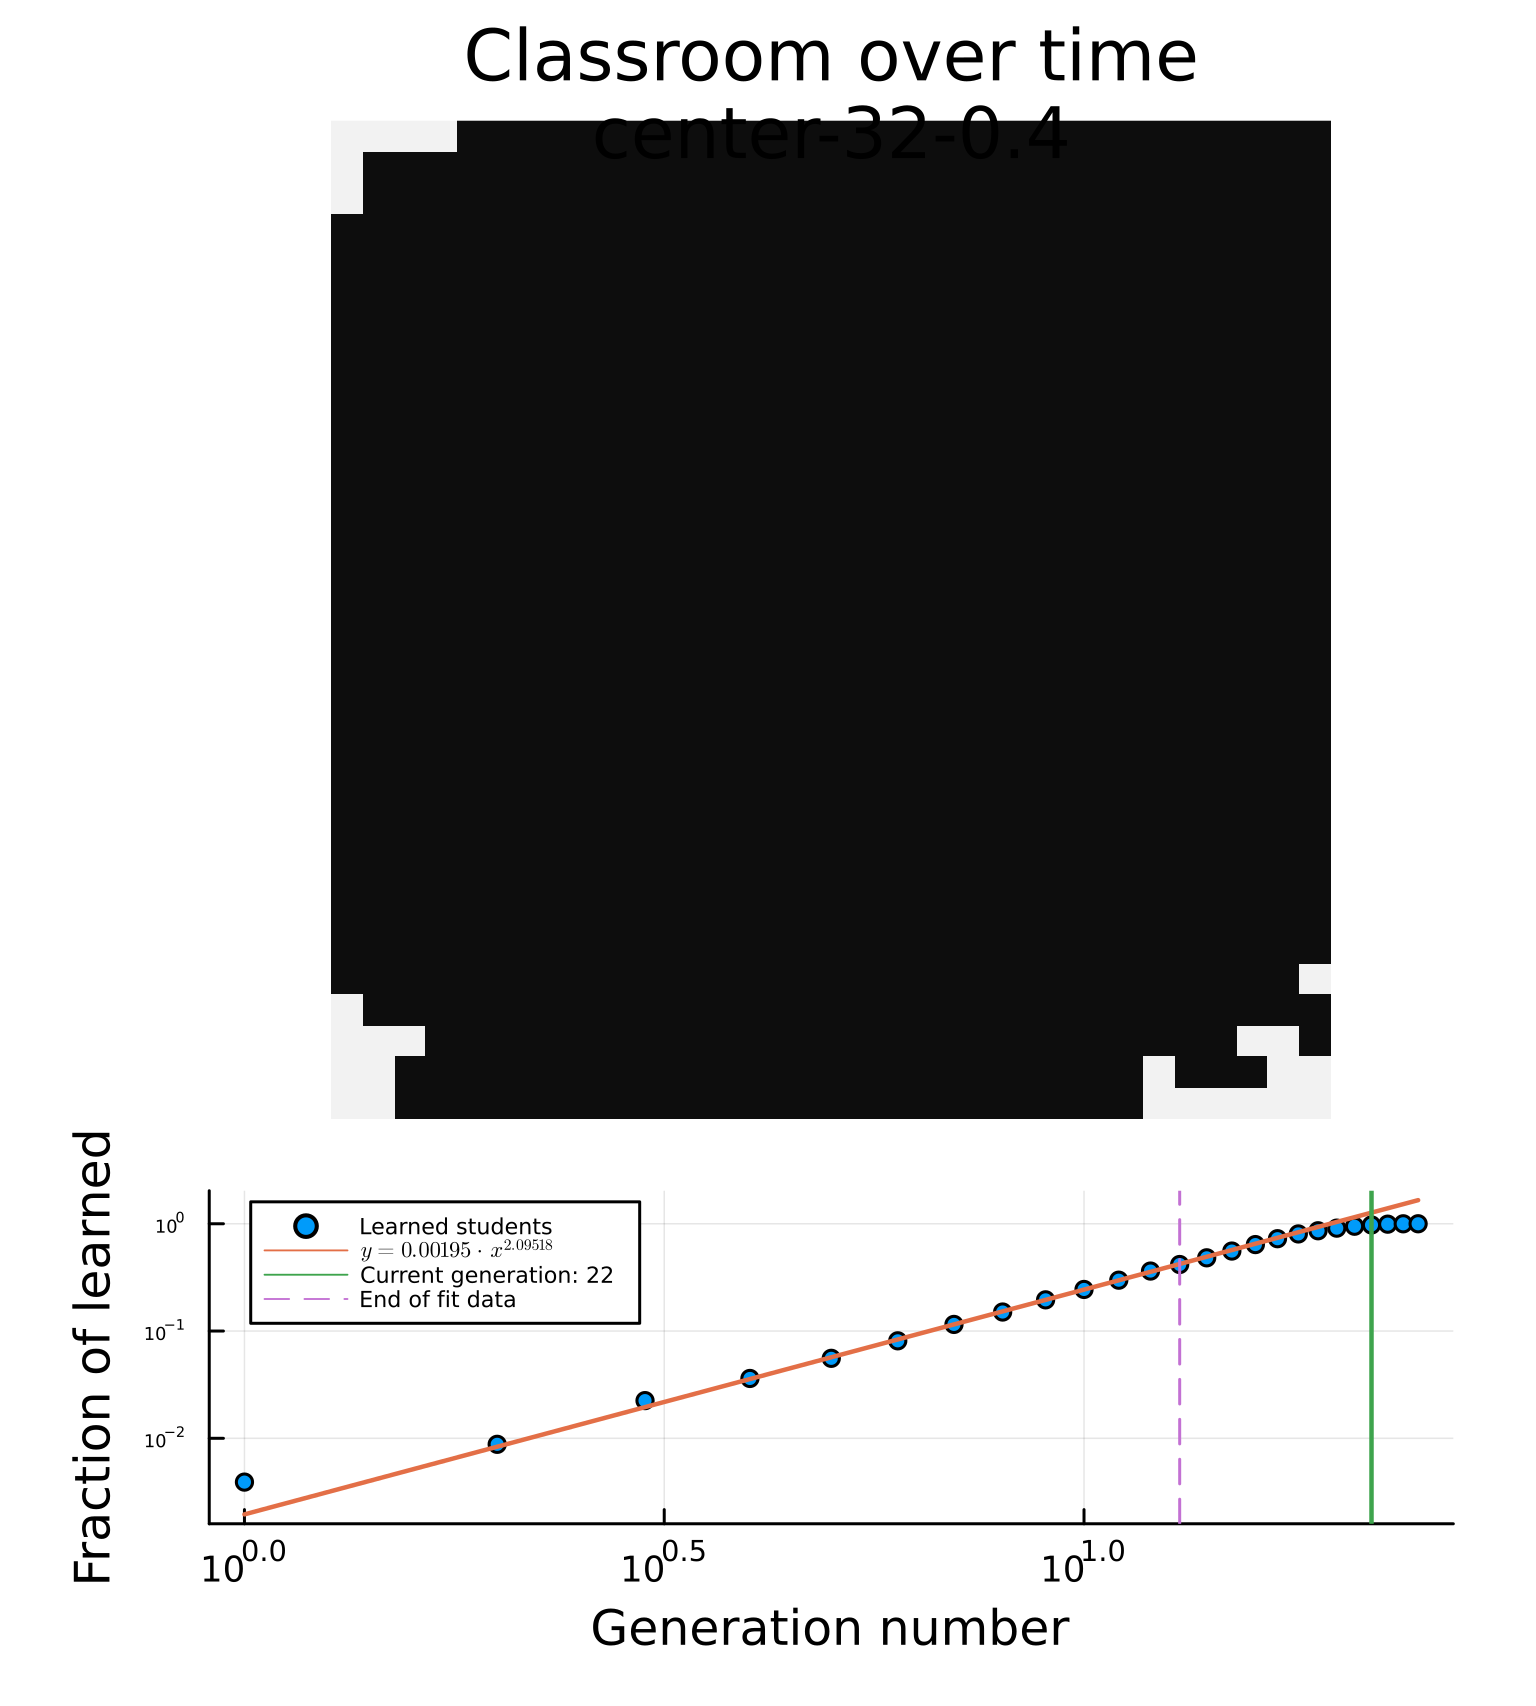 Classroom over time
center-32-0.4
Fraction of learned
10⁰
10⁻¹
10⁻²
Learned students
y = 0.00195 · x^2.09518
Current generation: 22
End of fit data
10^0.0
10^0.5
10^1.0
Generation number